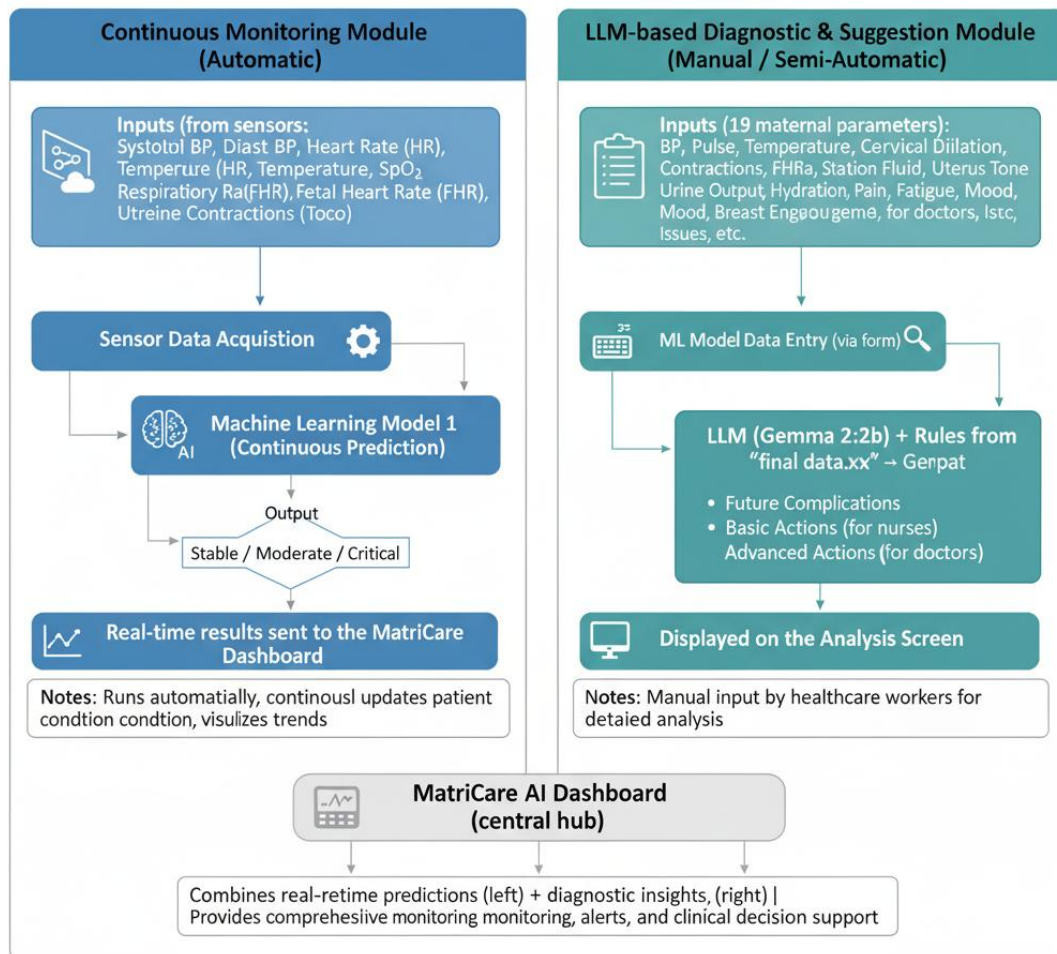 Continuous Monitoring Module
(Automatic)
Inputs (from sensors:
Systotul BP, Diast BP, Heart Rate (HR),
Temperture (HR, Temperature, SpO₂
Respiratiory Ra(FHR), Fetal Heart Rate (FHR),
Utreine Contractions (Toco)
Sensor Data Acquistion
AI
Machine Learning Model 1
(Continuous Prediction)
Output
Stable / Moderate / Critical
Real-time results sent to the MatriCare
Dashboard
Notes: Runs automatially, continousl updates patient
condtion condtion, visulizes trends
LLM-based Diagnostic & Suggestion Module
(Manual / Semi-Automatic)
Inputs (19 maternal parameters):
BP, Pulse, Temperature, Cervical Diilation,
Contractions, FHRa, Station Fluid, Uterus Tone
Urine Output, Hydration, Pain, Fatigue, Mood,
Mood, Breast for doctors,
Issues, etc.
ML Model Data Entry (via form)
LLM (Gemma 2:2b) + Rules from
"final data.xx" →
• Future Complications
• Basic Actions (for nurses)
Advanced Actions (for doctors)
Displayed on the Analysis Screen
Notes: Manual input by healthcare workers for
detaied analysis
MatriCare AI Dashboard
(central hub)
Combines real-retime predictions (left) + diagnostic insights, (right) |
Provides comprehesiive monitoring monitoring, alerts, and clinical decision support